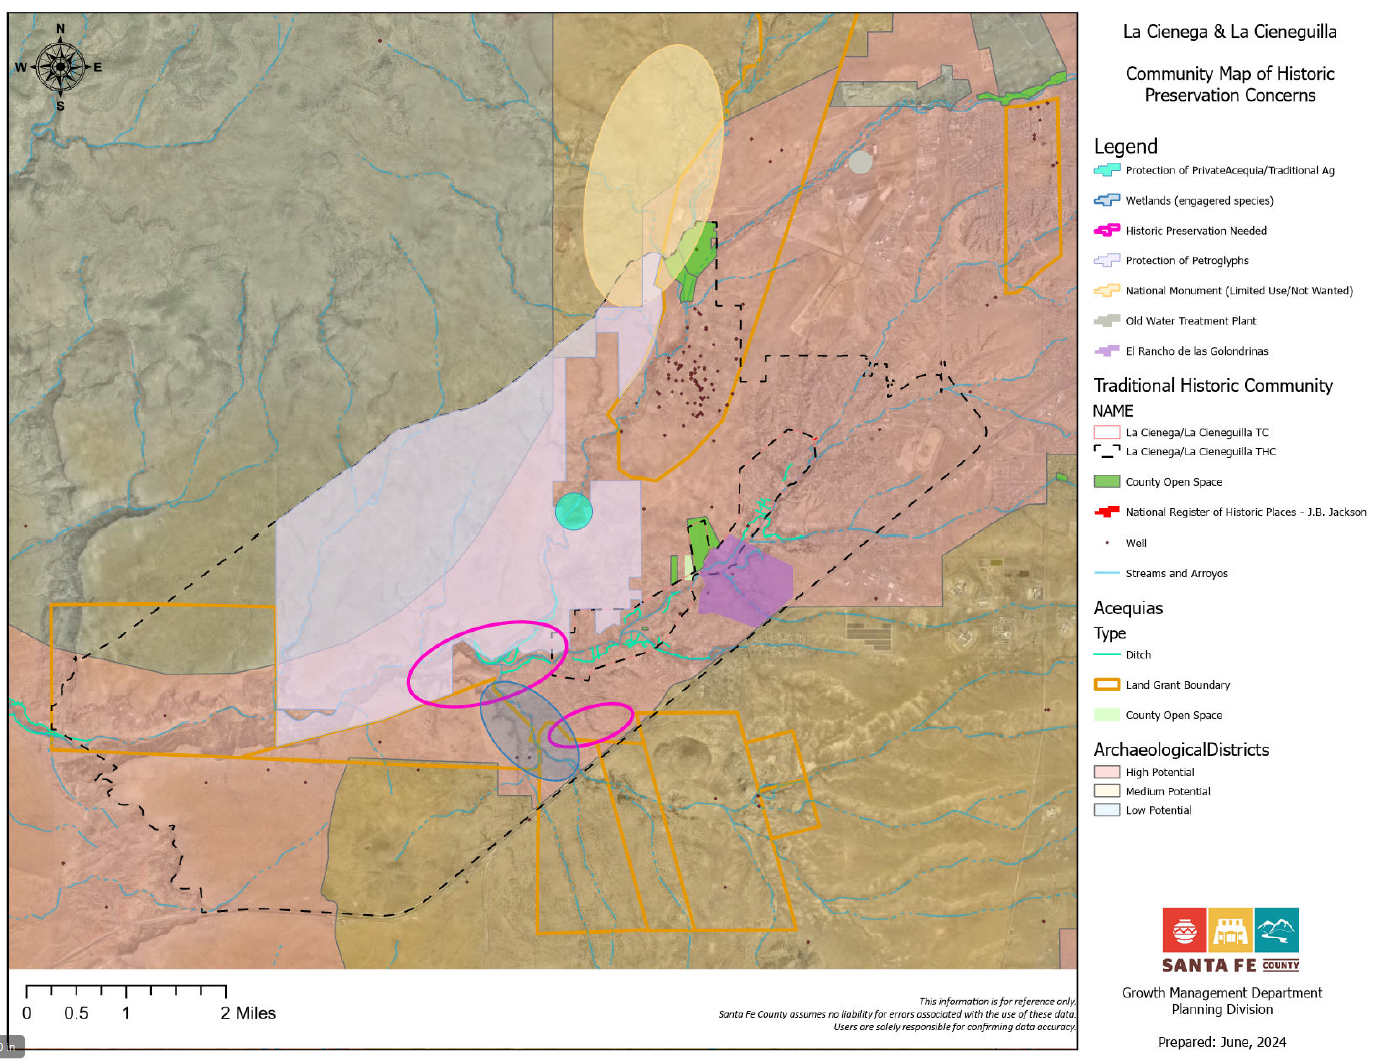 N
W
E
S
La Cienega & La Cieneguilla
Community Map of Historic
Preservation Concerns
Legend
Protection of PrivateAcequia/Traditional Ag
Wetlands (engagered species)
Historic Preservation Needed
Protection of Petroglyphs
National Monument (Limited Use/Not Wanted)
Old Water Treatment Plant
El Rancho de las Golondrinas
Traditional Historic Community
NAME
La Cienega/La Cieneguilla TC
La Cienega/La Cieneguilla THC
County Open Space
National Register of Historic Places - J.B. Jackson
Well
Streams and Arroyos
Acequias
Type
Ditch
Land Grant Boundary
County Open Space
ArchaeologicalDistricts
High Potential
Medium Potential
Low Potential
SANTA FE COUNTY
Growth Management Department
Planning Division
Prepared: June, 2024
0 0.5 1 2 Miles
This information is for reference only.
Santa Fe County assumes no liability for errors associated with the use of these data.
Users are solely responsible for confirming data accuracy.